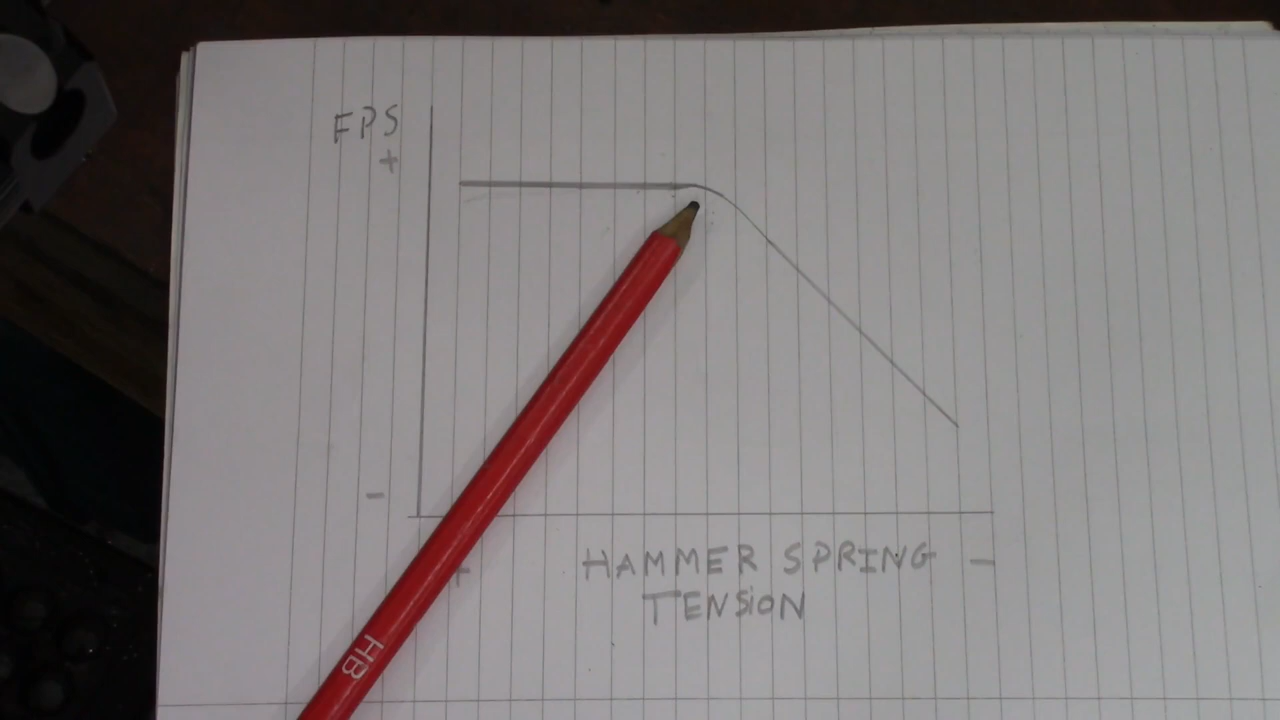 FPS
+
-
+ HAMMER SPRING -
TENSION
HB